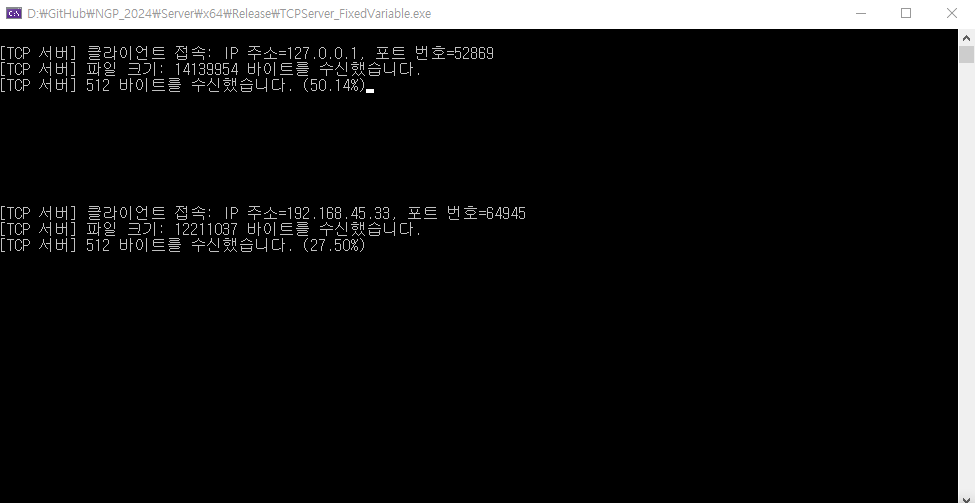 D:₩GitHub₩NGP_2024₩Server₩x64₩Release₩TCPServer_FixedVariable.exe
[TCP 서버] 클라이언트 접속: IP 주소=127.0.0.1, 포트 번호=52869
[TCP 서버] 파일 크기: 14139954 바이트를 수신했습니다.
[TCP 서버] 512 바이트를 수신했습니다. (50.14%)
[TCP 서버] 클라이언트 접속: IP 주소=192.168.45.33, 포트 번호=64945
[TCP 서버] 파일 크기: 12211037 바이트를 수신했습니다.
[TCP 서버] 512 바이트를 수신했습니다. (27.50%)